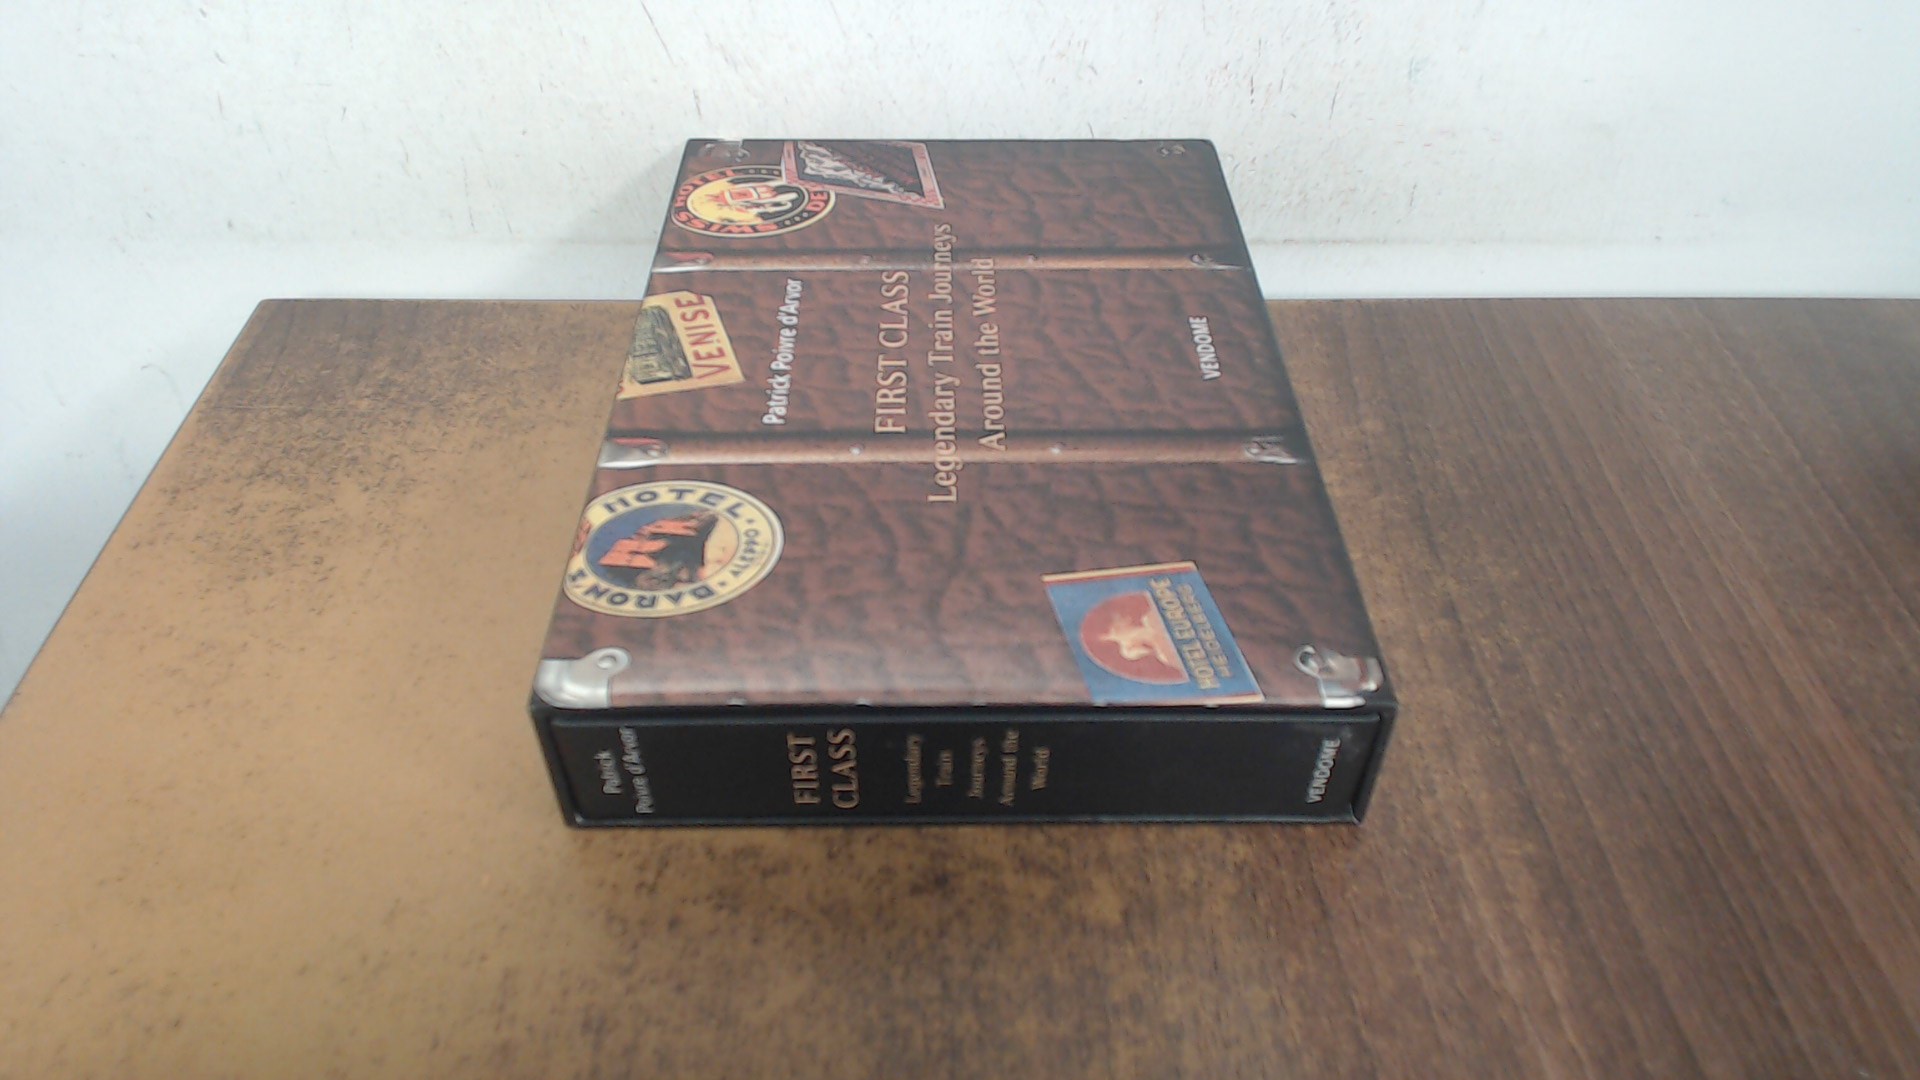 Patrick Poivre d'Arvor
FIRST CLASS
Legendary Train Journeys
Around the World
VENDOME
SWISS HOTEL
DE
VENISE
BARON'S HOTEL
ALEPPO
HOTEL EUROPE
HEIDELBERG
Patrick
Poivre d'Arvor
FIRST
CLASS
Legendary
Train
Journeys
Around the
World
VENDOME